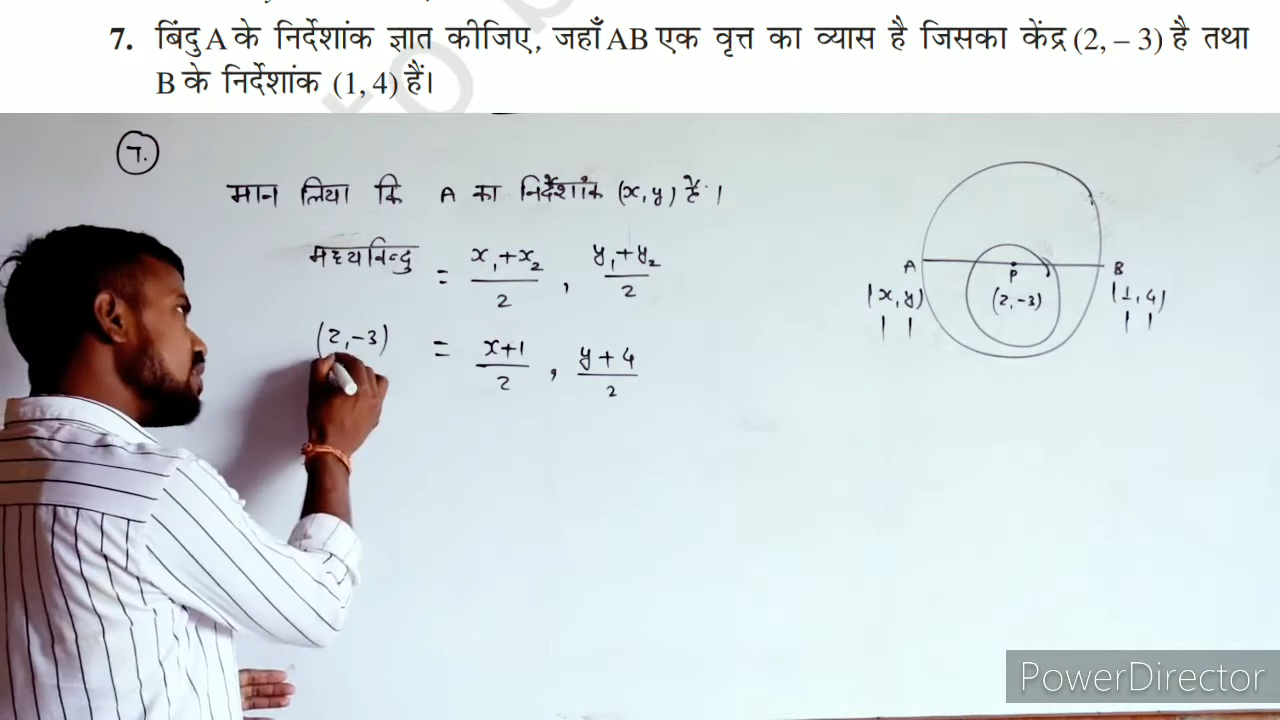 7. बिंदु A के निर्देशांक ज्ञात कीजिए, जहाँ AB एक वृत्त का व्यास है जिसका केंद्र (2, – 3) है तथा
B के निर्देशांक (1, 4) हैं।
7.
मान लिया कि A का निर्देशांक (x, y) है।
मध्यबिन्दु = x₁+x₂/2 , y₁+y₂/2
(2,-3) = x+1/2 , y+4/2
A P B
(x, y) (2,-3) (1, 4)
PowerDirector